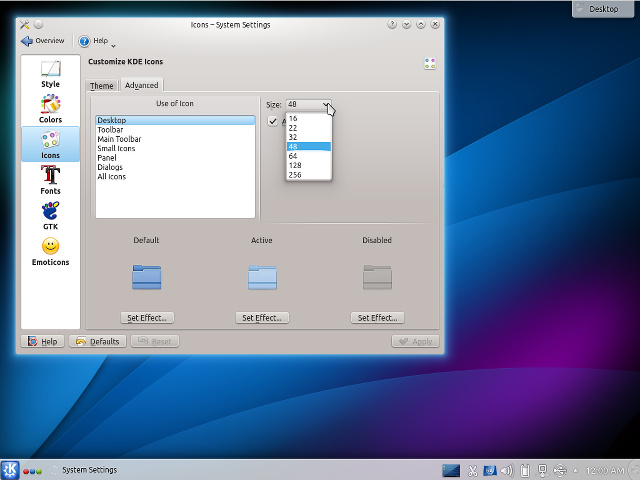 Desktop
Icons – System Settings
Overview
Help
Customize KDE Icons
Style
Colors
Icons
Fonts
GTK
Emoticons
Theme
Advanced
Use of Icon
Desktop
Toolbar
Main Toolbar
Small Icons
Panel
Dialogs
All Icons
Size:
48
16
22
32
48
64
128
256
Default
Active
Disabled
Set Effect...
Set Effect...
Set Effect...
Help
Defaults
Reset
Apply
System Settings
12:00 AM